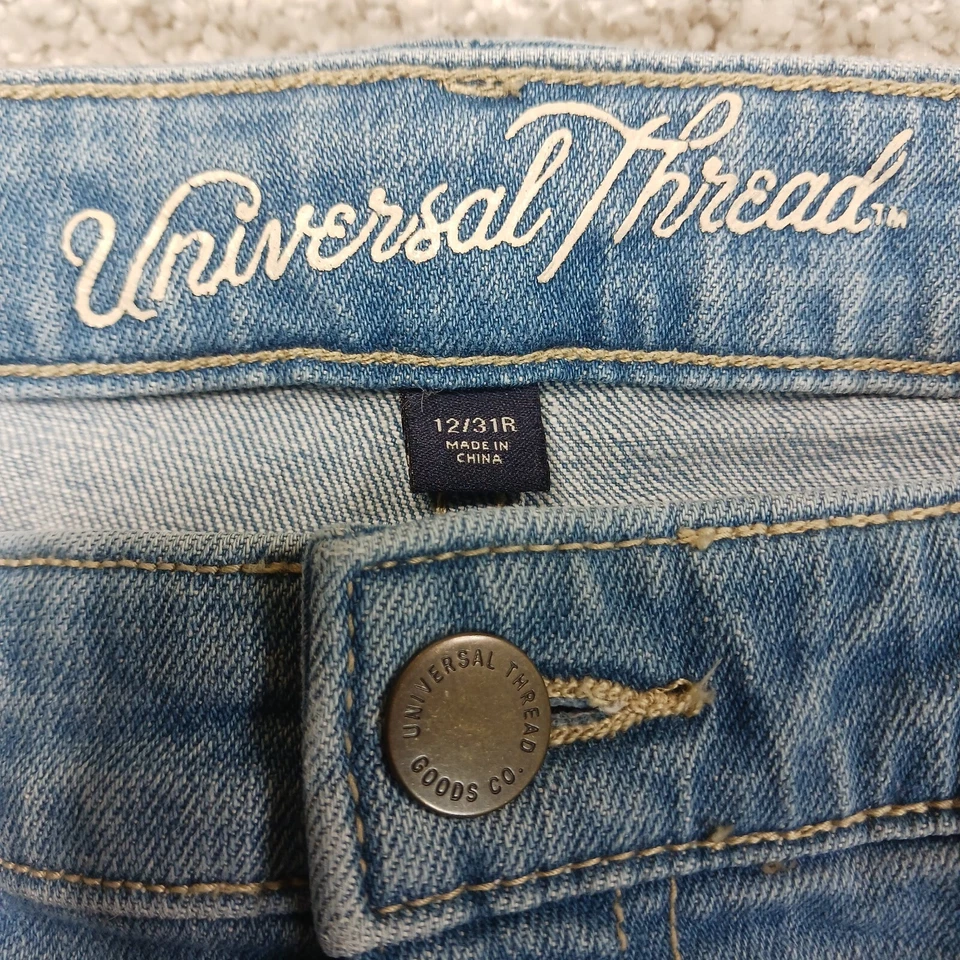 Universal Thread™
12/31R
MADE IN
CHINA
UNIVERSAL THREAD
GOODS CO.